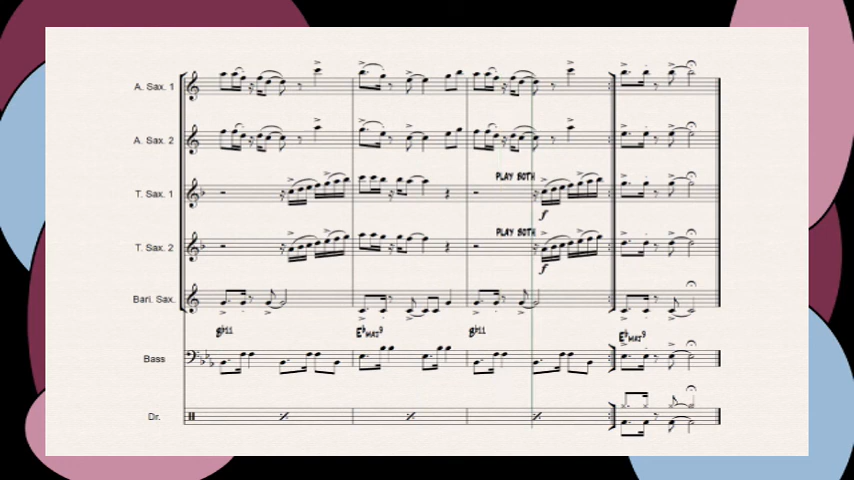 A. Sax. 1
A. Sax. 2
PLAY BOTH
T. Sax. 1
f
PLAY BOTH
T. Sax. 2
f
Bari. Sax.
B♭11 E♭MAJ9 B♭11 E♭MAJ9
Bass
Dr.